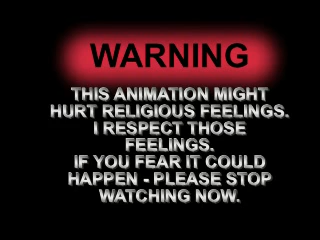 WARNING
THIS ANIMATION MIGHT
HURT RELIGIOUS FEELINGS.
I RESPECT THOSE
FEELINGS.
IF YOU FEAR IT COULD
HAPPEN - PLEASE STOP
WATCHING NOW.